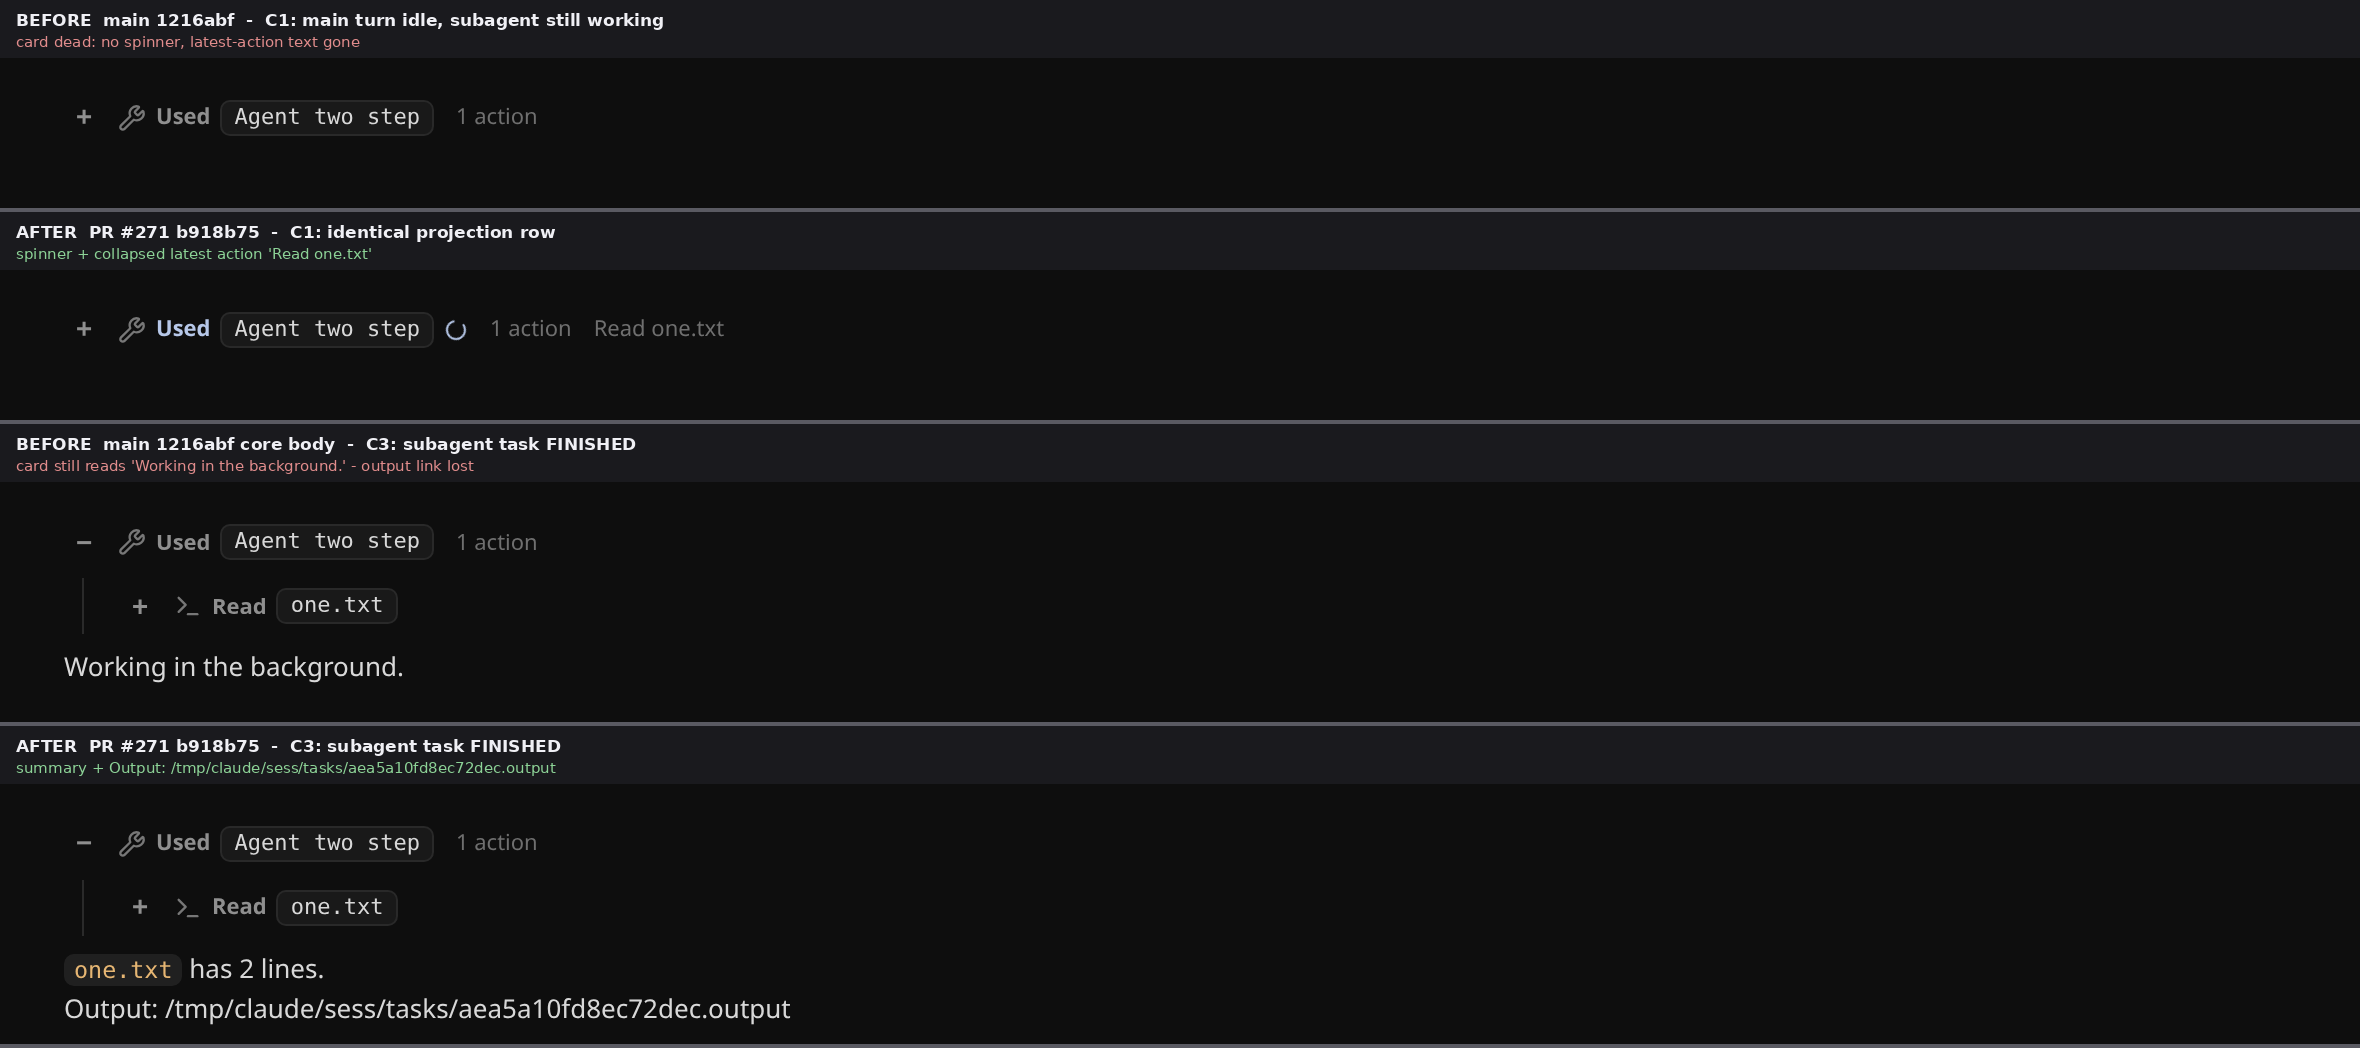 BEFORE  main 1216abf  -  C1: main turn idle, subagent still working
card dead: no spinner, latest-action text gone
+ Used Agent two step 1 action
AFTER  PR #271 b918b75  -  C1: identical projection row
spinner + collapsed latest action 'Read one.txt'
+ Used Agent two step 1 action Read one.txt
BEFORE  main 1216abf core body  -  C3: subagent task FINISHED
card still reads 'Working in the background.' - output link lost
− Used Agent two step 1 action
+ Read one.txt
Working in the background.
AFTER  PR #271 b918b75  -  C3: subagent task FINISHED
summary + Output: /tmp/claude/sess/tasks/aea5a10fd8ec72dec.output
− Used Agent two step 1 action
+ Read one.txt
one.txt has 2 lines.
Output: /tmp/claude/sess/tasks/aea5a10fd8ec72dec.output